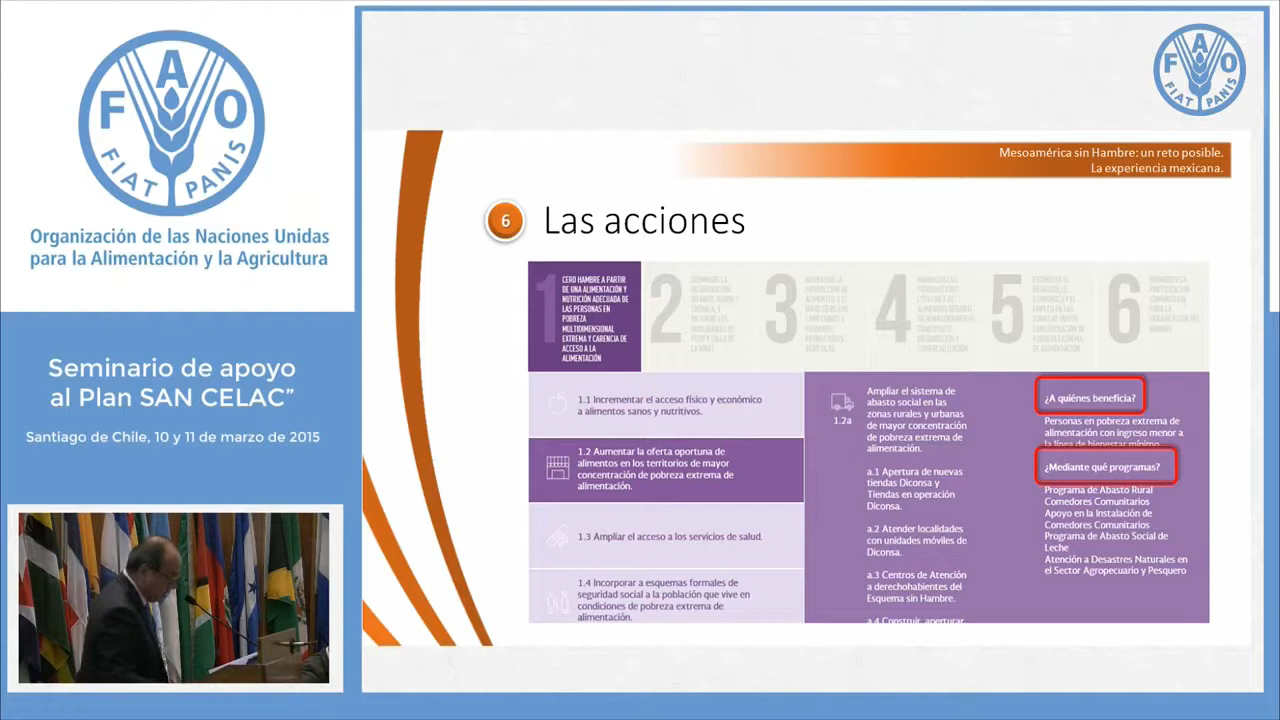 FAO
FIAT PANIS
Organización de las Naciones Unidas
para la Alimentación y la Agricultura
Seminario de apoyo
al Plan SAN CELAC”
Santiago de Chile, 10 y 11 de marzo de 2015
FAO
FIAT PANIS
Mesoamérica sin Hambre: un reto posible.
La experiencia mexicana.
6
Las acciones
1
CERO HAMBRE A PARTIR
DE UNA ALIMENTACIÓN Y
NUTRICIÓN ADECUADA DE
LAS PERSONAS EN
POBREZA
MULTIDIMENSIONAL
EXTREMA Y CARENCIA DE
ACCESO A LA
ALIMENTACIÓN
2
3
4
5
6
1.1 Incrementar el acceso físico y económico
a alimentos sanos y nutritivos.
1.2 Aumentar la oferta oportuna de
alimentos en los territorios de mayor
concentración de pobreza extrema de
alimentación.
1.3 Ampliar el acceso a los servicios de salud.
1.4 Incorporar a esquemas formales de
seguridad social a la población que vive en
condiciones de pobreza extrema de
alimentación.
1.2a
Ampliar el sistema de
abasto social en las
zonas rurales y urbanas
de mayor concentración
de pobreza extrema de
alimentación.
a.1 Apertura de nuevas
tiendas Diconsa y
Tiendas en operación
Diconsa.
a.2 Atender localidades
con unidades móviles de
Diconsa.
a.3 Centros de Atención
a derechohabientes del
Esquema sin Hambre.
a.4 Construir, aperturar
¿A quiénes beneficia?
Personas en pobreza extrema de
alimentación con ingreso menor a
la línea de bienestar mínimo
¿Mediante qué programas?
Programa de Abasto Rural
Comedores Comunitarios
Apoyo en la Instalación de
Comedores Comunitarios
Programa de Abasto Social de
Leche
Atención a Desastres Naturales en
el Sector Agropecuario y Pesquero